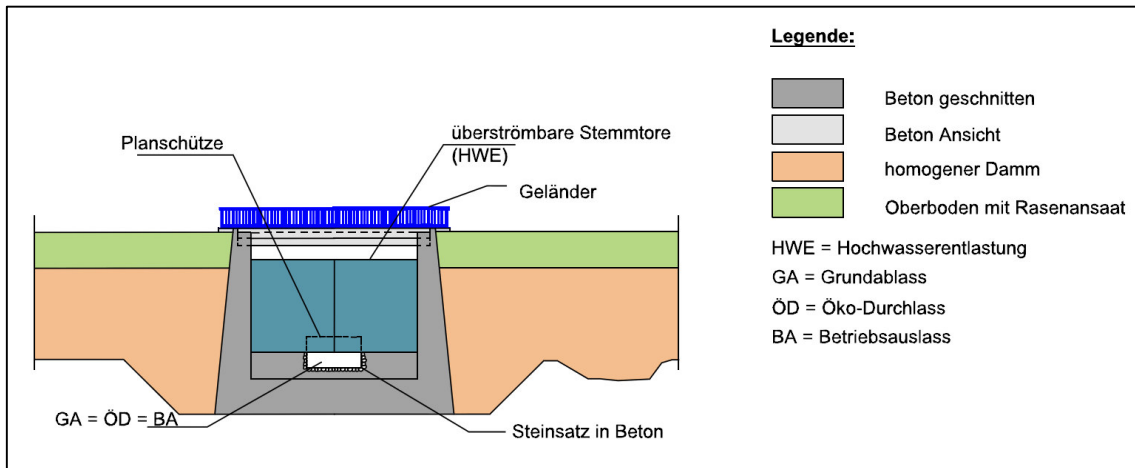 Planschütze
überströmbare Stemmtore
(HWE)
Geländer
GA = ÖD = BA
Steinsatz in Beton
Legende:
Beton geschnitten
Beton Ansicht
homogener Damm
Oberboden mit Rasenansaat
HWE = Hochwasserentlastung
GA = Grundablass
ÖD = Öko-Durchlass
BA = Betriebsauslass